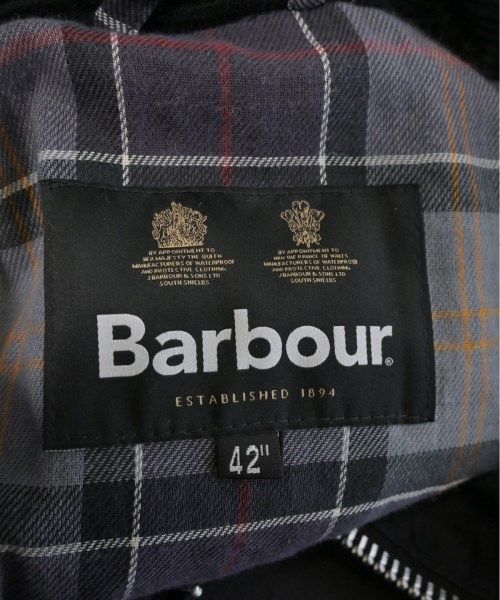 BY APPOINTMENT TO
HER MAJESTY THE QUEEN
MANUFACTURERS OF WATERPROOF
AND PROTECTIVE CLOTHING
J BARBOUR & SONS LTD
SOUTH SHIELDS
BY APPOINTMENT TO
HRH THE PRINCE OF WALES
MANUFACTURERS OF WATERPROOF
AND PROTECTIVE CLOTHING
J BARBOUR & SONS LTD
SOUTH SHIELDS
Barbour®
ESTABLISHED 1894
42"